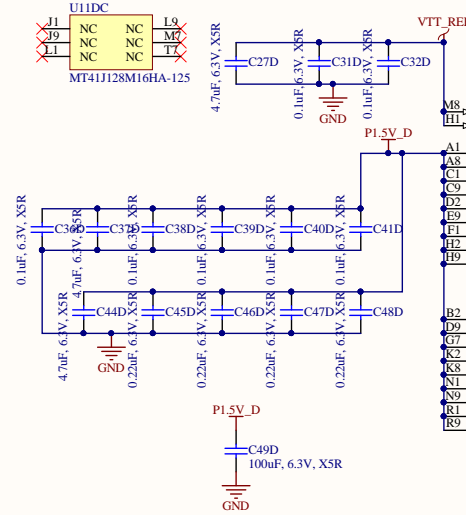 U11DC
J1 NC NC L9
J9 NC NC M7
L1 NC NC T7
MT41J128M16HA-125
4.7uF, 6.3V, X5R
C27D
0.1uF, 6.3V, X5R
C31D
0.1uF, 6.3V, X5R
C32D
GND
VTT_REF
M8
H1
P1.5V_D
A1
A8
C1
C9
D2
E9
F1
H2
H9
0.1uF, 6.3V, X5R
C36D
4.7uF, 6.3V, X5R
C37D
0.1uF, 6.3V, X5R
C38D
0.1uF, 6.3V, X5R
C39D
0.1uF, 6.3V, X5R
C40D
0.1uF, 6.3V, X5R
C41D
4.7uF, 6.3V, X5R
C44D
0.22uF, 6.3V, X5R
C45D
0.22uF, 6.3V, X5R
C46D
0.22uF, 6.3V, X5R
C47D
0.22uF, 6.3V, X5R
C48D
GND
B2
D9
G7
K2
K8
N1
N9
R1
R9
P1.5V_D
C49D
100uF, 6.3V, X5R
GND